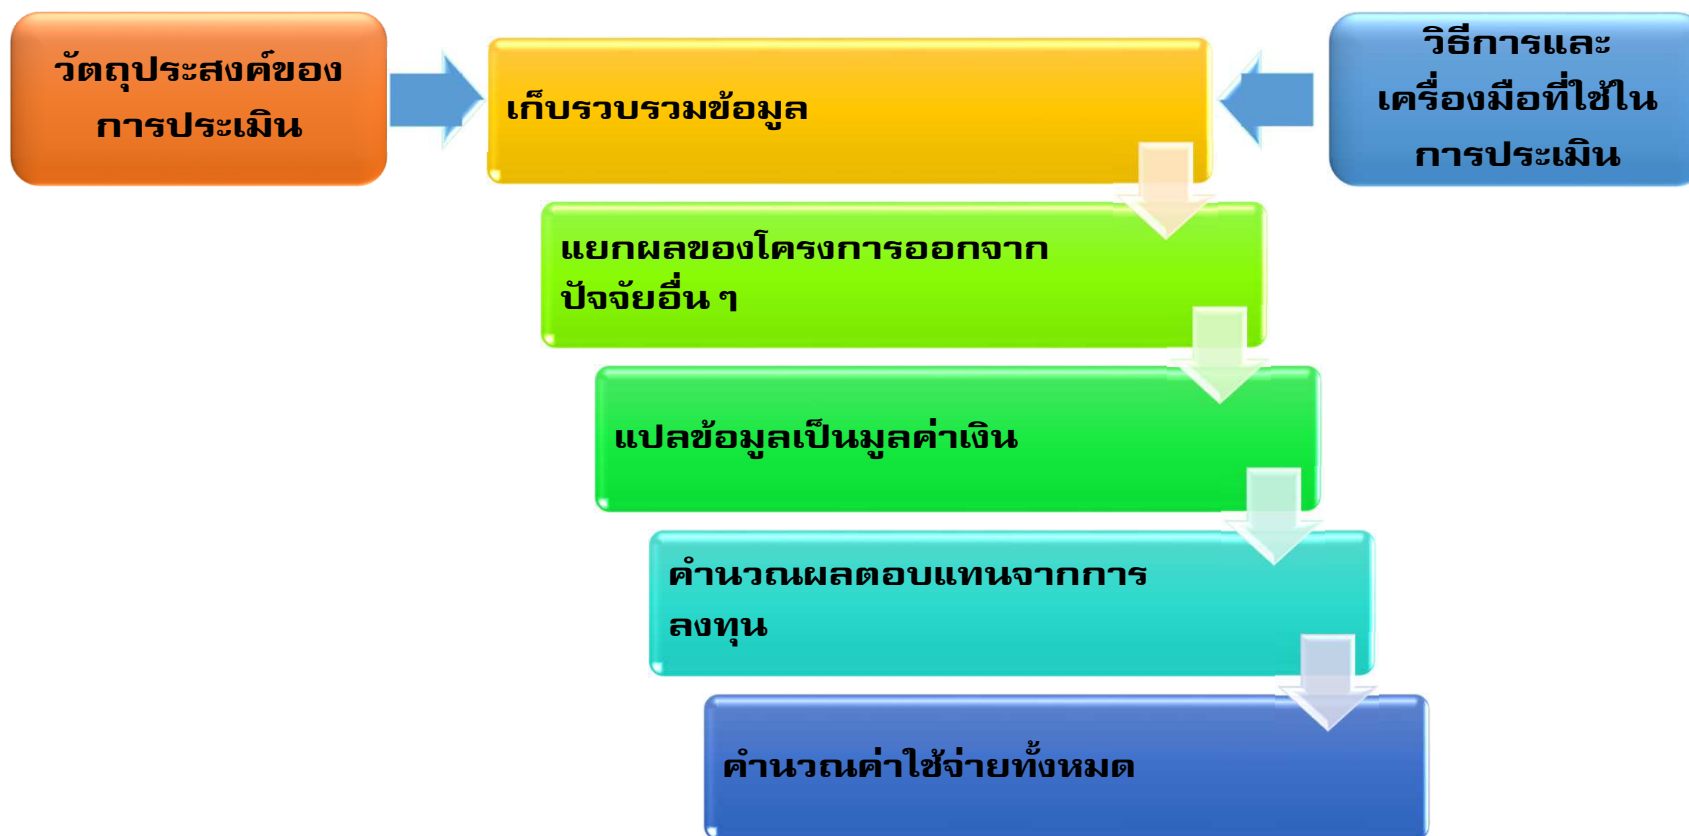 วัตถุประสงค์ของ
การประเมิน
เก็บรวบรวมข้อมูล
วิธีการและ
เครื่องมือที่ใช้ใน
การประเมิน
แยกผลของโครงการออกจาก
ปัจจัยอื่น ๆ
แปลข้อมูลเป็นมูลค่าเงิน
คำนวณผลตอบแทนจากการ
ลงทุน
คำนวณค่าใช้จ่ายทั้งหมด